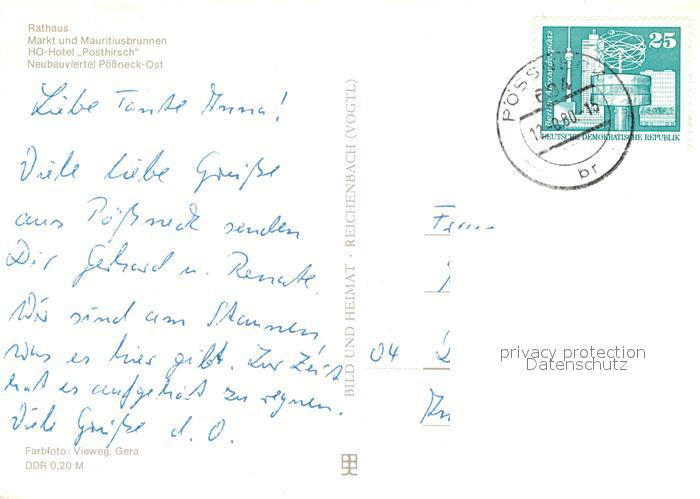 Rathaus
Markt und Mauritiusbrunnen
HO-Hotel „Posthirsch"
Neubauviertel Pößneck-Ost
Liebe Tante Anna!
Viele liebe Grüße
aus Pößneck senden
Dir Gerhard u. Renate.
Wir sind am Staunen
was es hier gibt. Zur Zeit
hat es aufgehört zu regnen.
Viele Grüße d. O.
Farbfoto: Vieweg, Gera
DDR 0,20 M
BILD UND HEIMAT · REICHENBACH (VOGTL)
25
Berlin-Alexanderplatz
DEUTSCHE DEMOKRATISCHE REPUBLIK
PÖSSNECK
br
04
privacy protection
Datenschutz